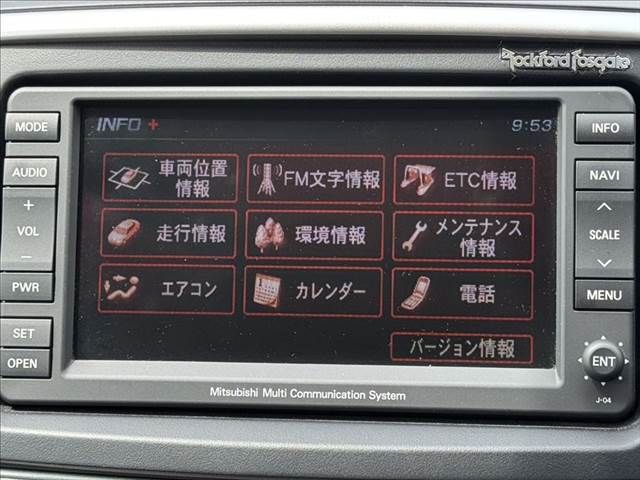 Rockford Fosgate
INFO +
9:53
車両位置
情報
FM文字情報
ETC情報
走行情報
環境情報
メンテナンス
情報
エアコン
カレンダー
電話
バージョン情報
MODE
AUDIO
+
VOL
−
PWR
SET
OPEN
INFO
NAVI
SCALE
MENU
ENT
J-04
Mitsubishi Multi Communication System